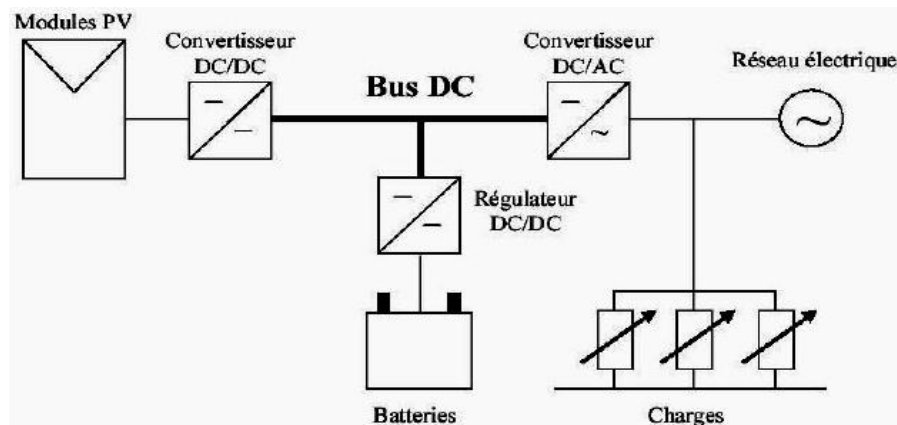 Modules PV
Convertisseur
DC/DC
Bus DC
Convertisseur
DC/AC
Réseau électrique
Régulateur
DC/DC
Batteries
Charges